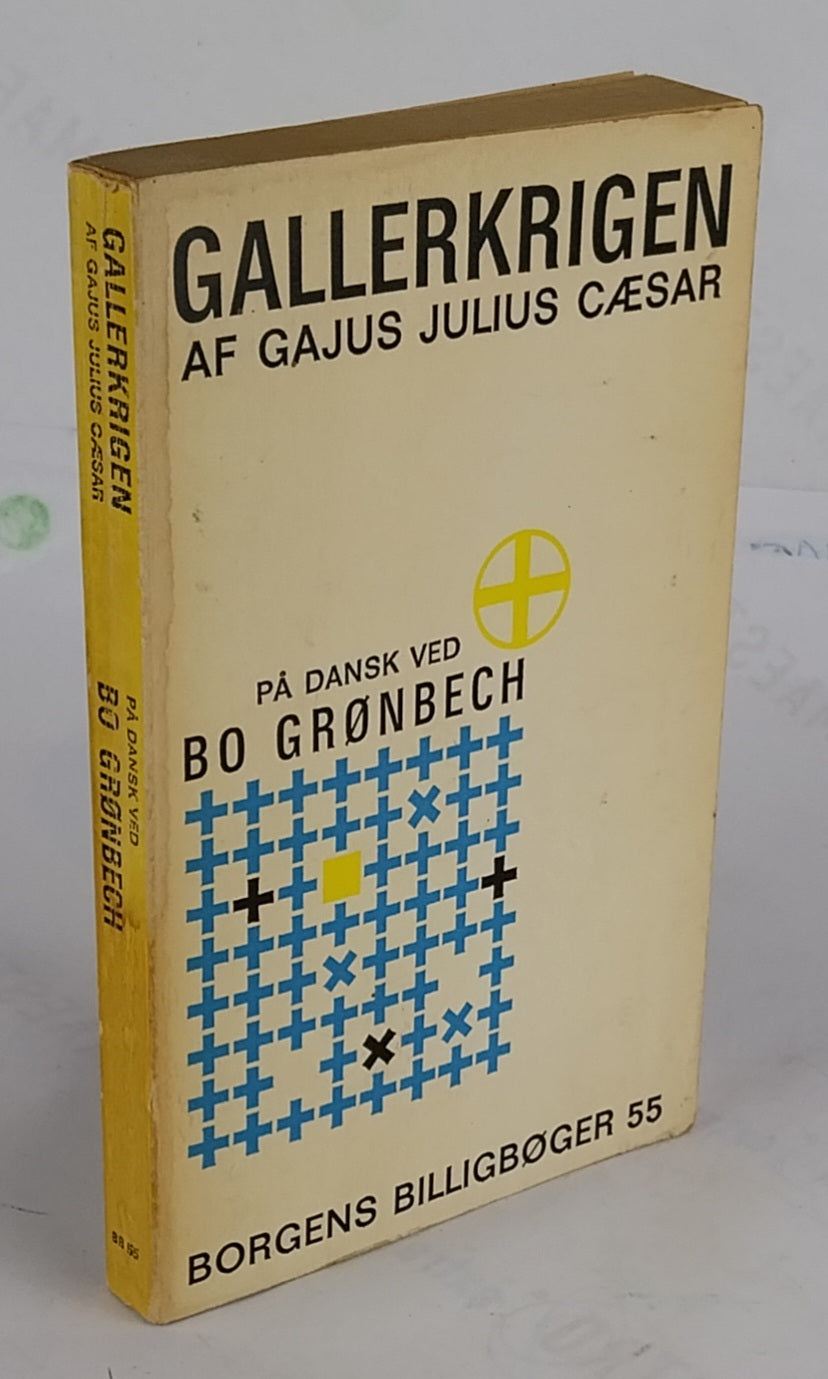 GALLERKRIGEN
AF GAJUS JULIUS CÆSAR
PÅ DANSK VED
BO GRØNBECH
BORGENS BILLIGBØGER 55
GALLERKRIGEN
AF GAJUS JULIUS CÆSAR
PÅ DANSK VED
BO GRØNBECH
BB 55